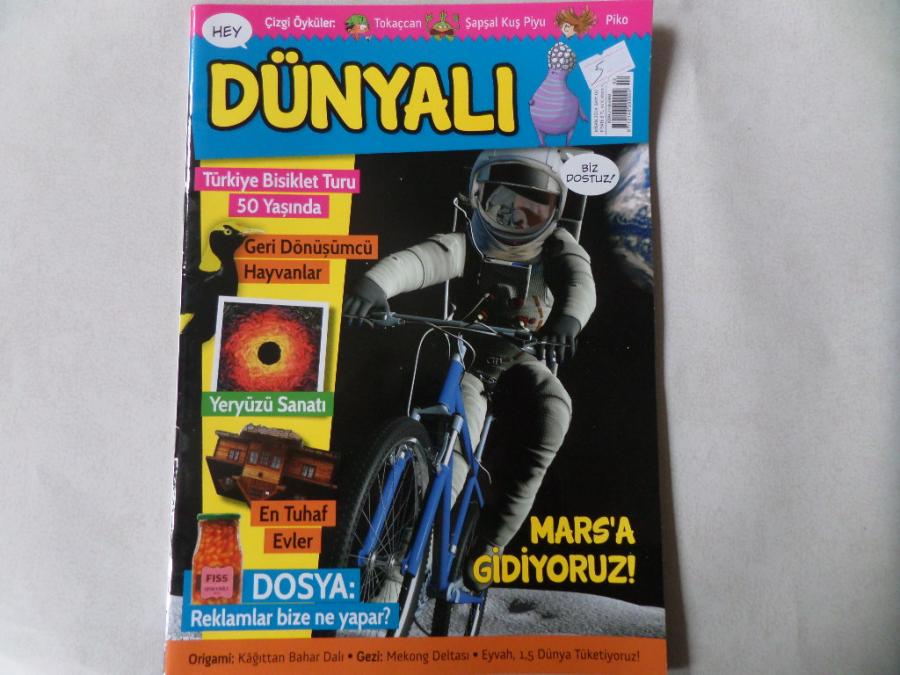 HEY
Çizgi Öyküler: Tokaçcan Şapşal Kuş Piyu Piko
DÜNYALI
5
BİZ
DOSTUZ!
Türkiye Bisiklet Turu
50 Yaşında
Geri Dönüşümcü
Hayvanlar
Yeryüzü Sanatı
En Tuhaf
Evler
MARS'A
GİDİYORUZ!
FISS
DOSYA:
Reklamlar bize ne yapar?
Origami: Kâğıttan Bahar Dalı • Gezi: Mekong Deltası • Eyvah, 1,5 Dünya Tüketiyoruz!